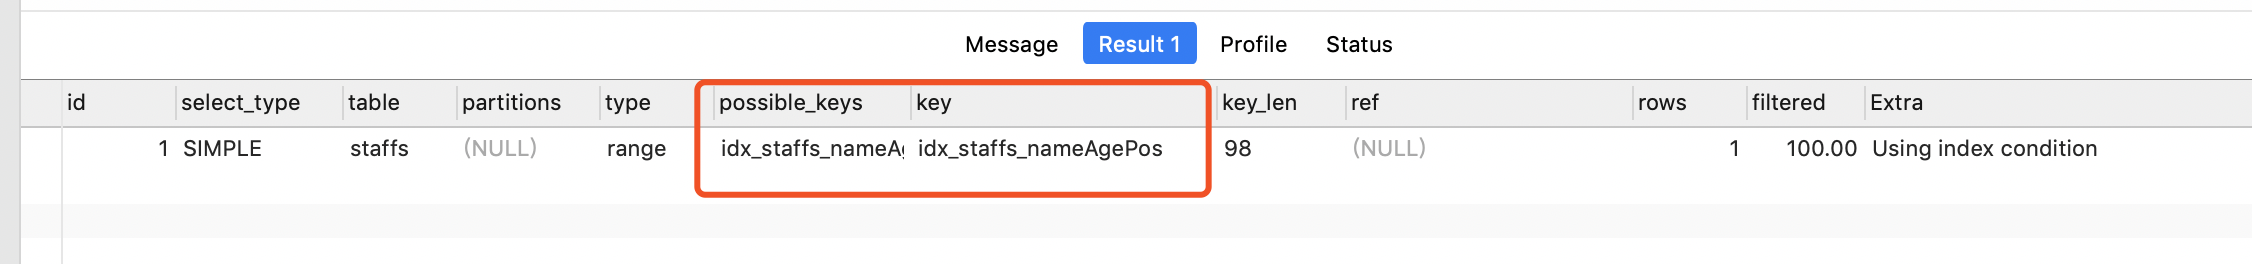 Message Result 1 Profile Status
id select_type table partitions type possible_keys key key_len ref rows filtered Extra
1 SIMPLE staffs (NULL) range idx_staffs_nameA idx_staffs_nameAgePos 98 (NULL) 1 100.00 Using index condition